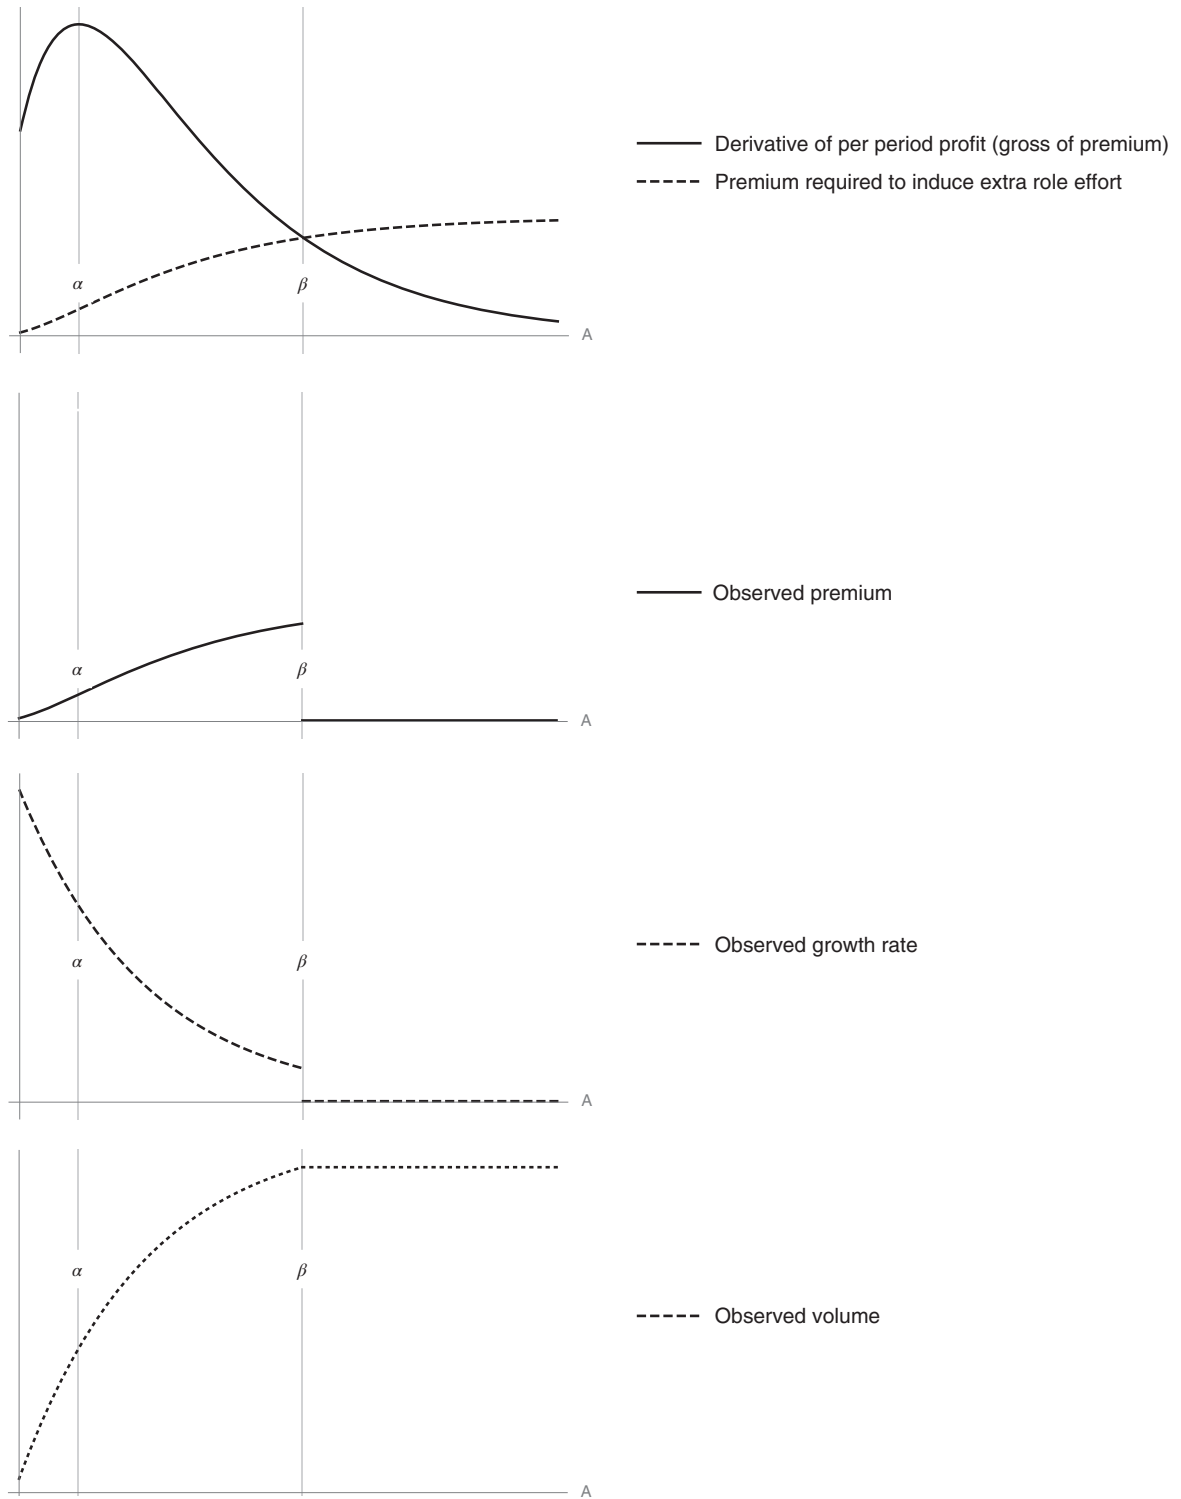 Derivative of per period profit (gross of premium)
Premium required to induce extra role effort
α
β
A
Observed premium
α
β
A
Observed growth rate
α
β
A
α
β
Observed volume
A